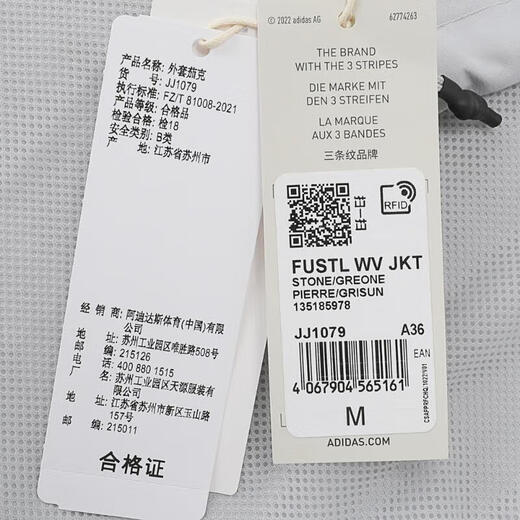 产品名称: 外套茄克
货 号: JJ1079
执行标准: FZ/T 81008-2021
产品等级: 合格品
检验合格: 检18
安全类别: B类
产 地: 江苏省苏州市
经 销 商: 阿迪达斯体育(中国)有限公司
地 址: 苏州工业园区唯胜路508号
邮 编: 215126
电 话: 400 880 1515
厂 名: 苏州工业园区天源服装有限公司
地 址: 江苏省苏州市新区玉山路157号
邮 编: 215011
合格证
© 2022 adidas AG
62774263
THE BRAND
WITH THE 3 STRIPES
DIE MARKE MIT
DEN 3 STREIFEN
LA MARQUE
AUX 3 BANDES
三条纹品牌
RFID
FUSTL WV JKT
STONE/GREONE
PIERRE/GRISUN
135185978
JJ1079 A36
EAN
4 067904 565161
M
ADIDAS.COM